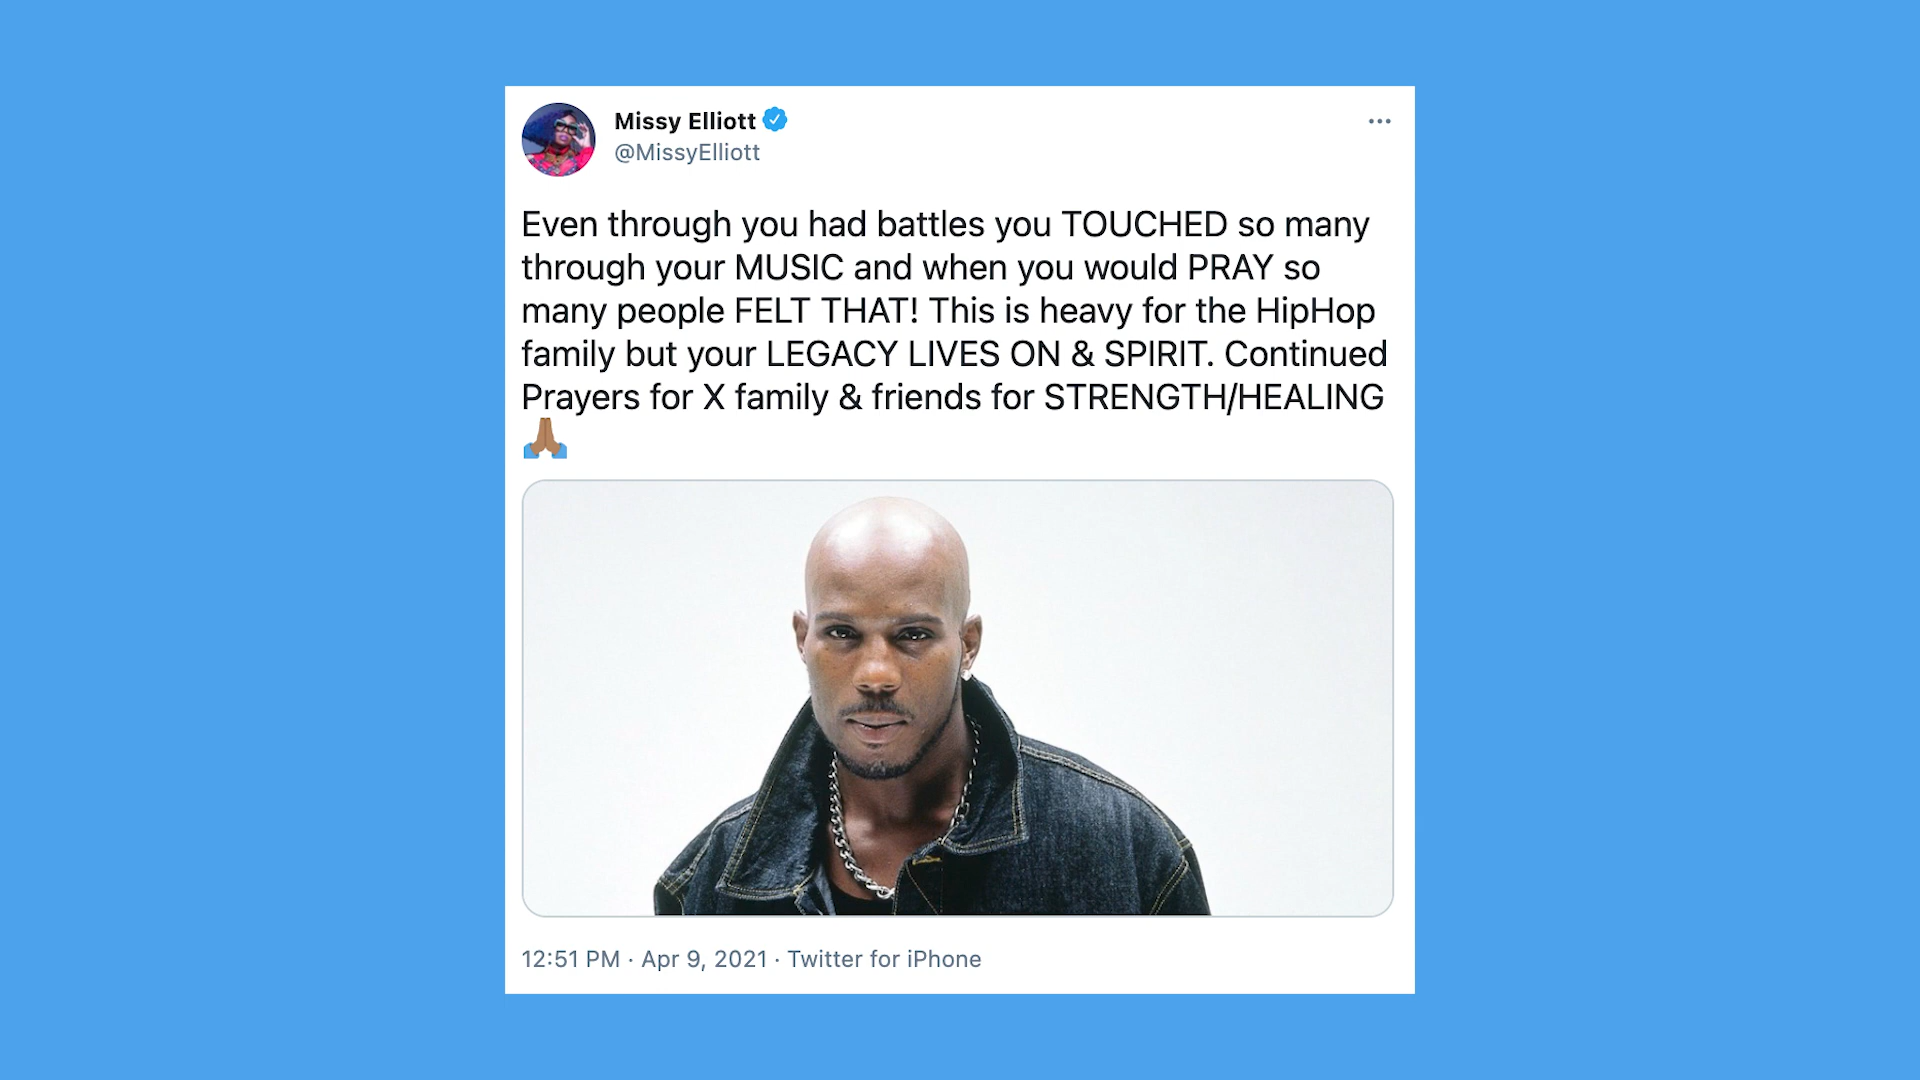 Missy Elliott
@MissyElliott
Even through you had battles you TOUCHED so many
through your MUSIC and when you would PRAY so
many people FELT THAT! This is heavy for the HipHop
family but your LEGACY LIVES ON & SPIRIT. Continued
Prayers for X family & friends for STRENGTH/HEALING
🙏🏾
12:51 PM · Apr 9, 2021 · Twitter for iPhone